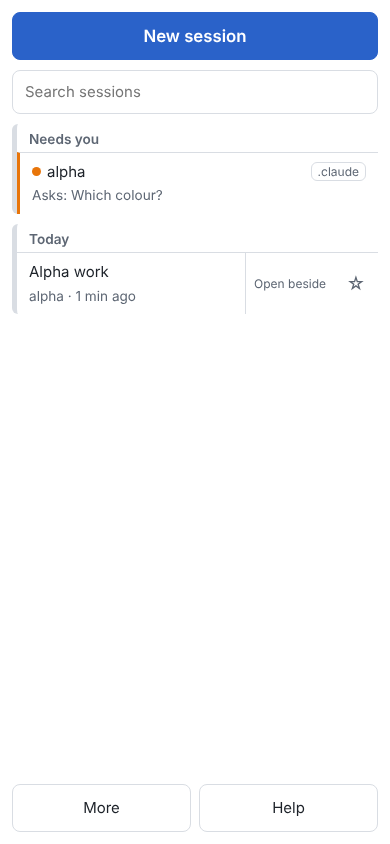 New session
Search sessions
Needs you
alpha
.claude
Asks: Which colour?
Today
Alpha work
alpha · 1 min ago
Open beside
More
Help